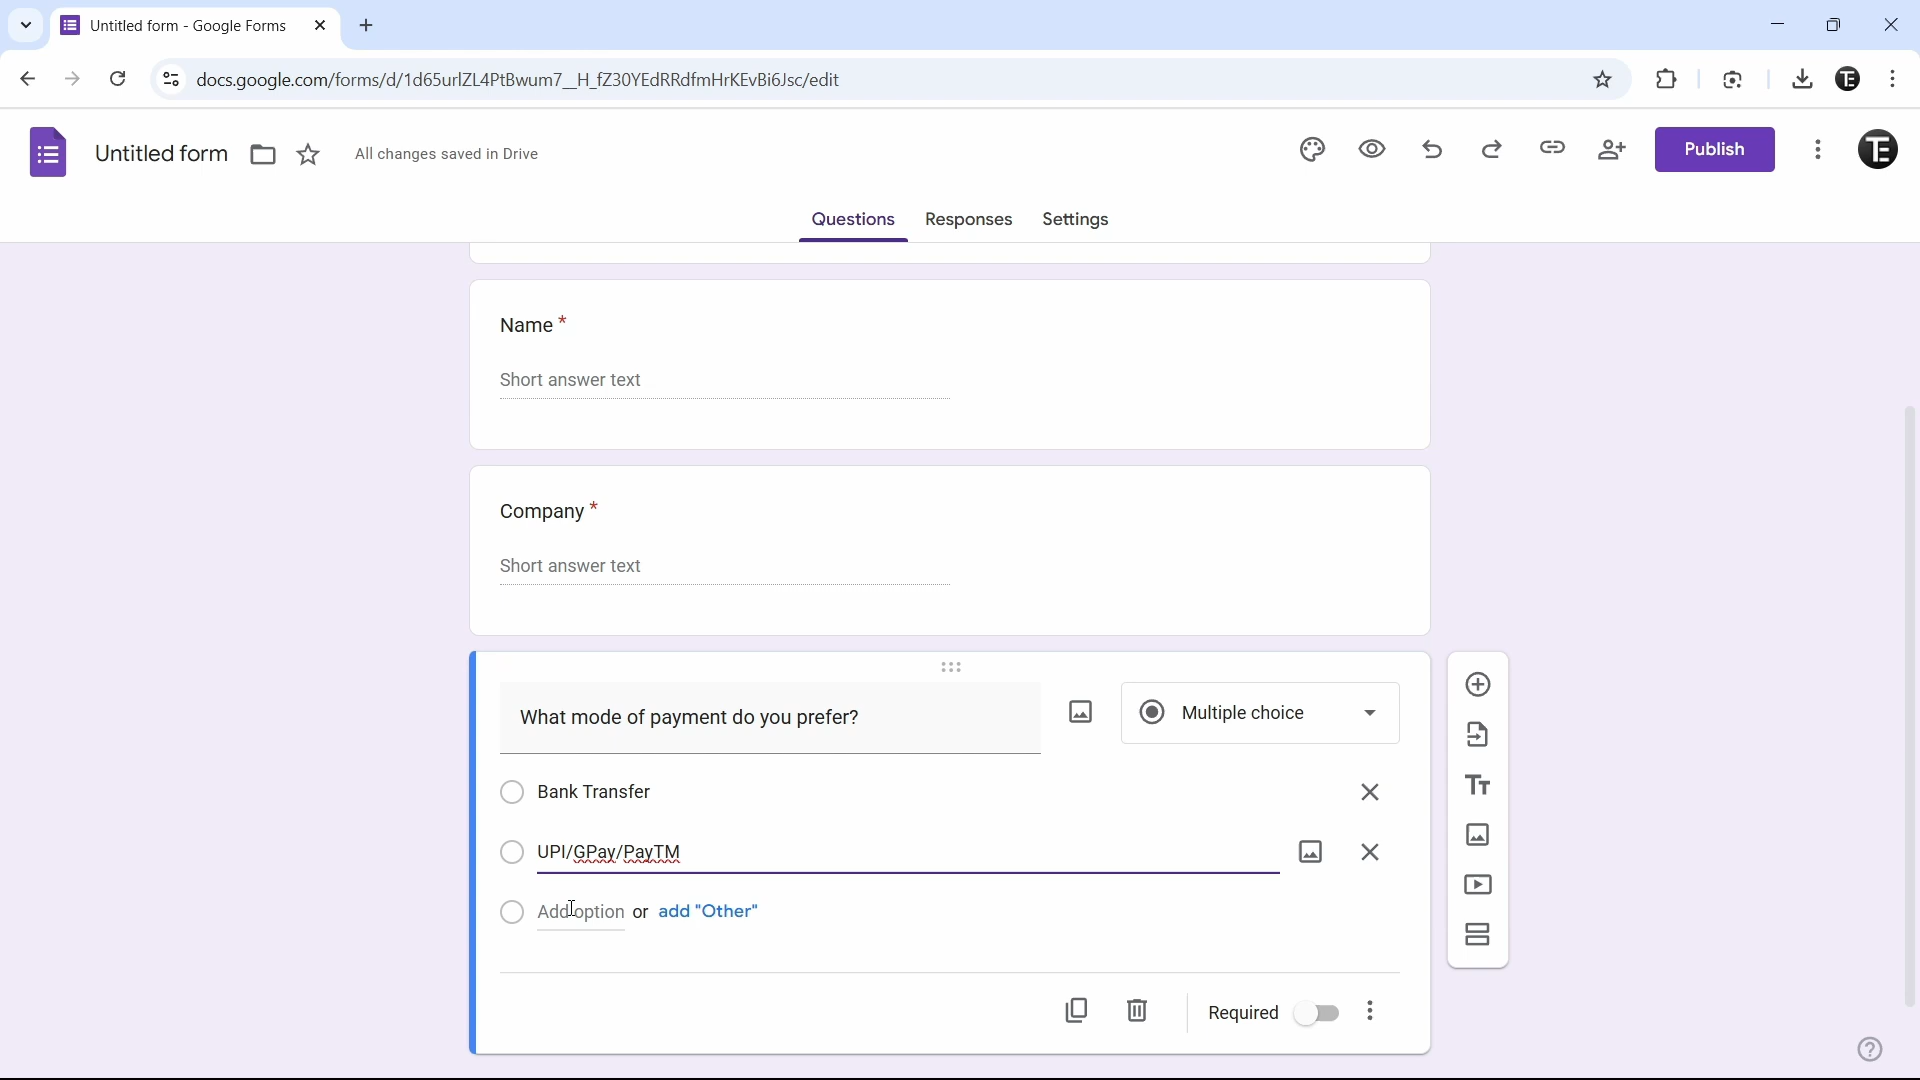 Untitled form - Google Forms
docs.google.com/forms/d/1d65urlZL4PtBwum7__H_fZ30YEdRRdfmHrKEvBi6Jsc/edit
Untitled form
All changes saved in Drive
Publish
Questions
Responses
Settings
Name *
Short answer text
Company *
Short answer text
What mode of payment do you prefer?
Multiple choice
Bank Transfer
UPI/GPay/PayTM
Add option or add "Other"
Required